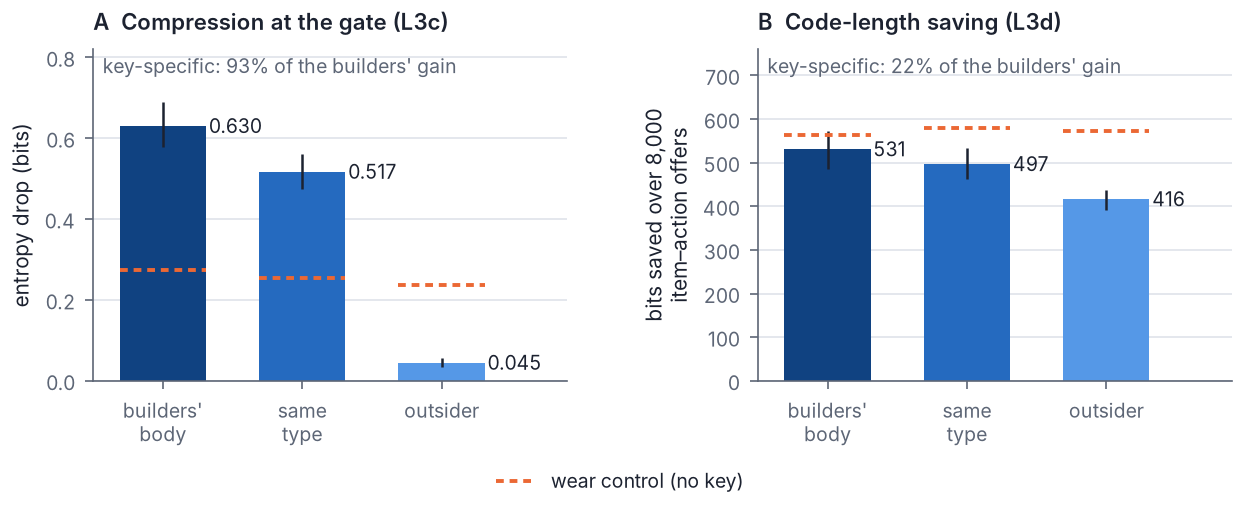 A Compression at the gate (L3c)
key-specific: 93% of the builders' gain
entropy drop (bits)
0.8
0.6
0.4
0.2
0.0
0.630
0.517
0.045
builders'
body
same
type
outsider
B Code-length saving (L3d)
key-specific: 22% of the builders' gain
bits saved over 8,000
item–action offers
700
600
500
400
300
200
100
0
531
497
416
builders'
body
same
type
outsider
wear control (no key)